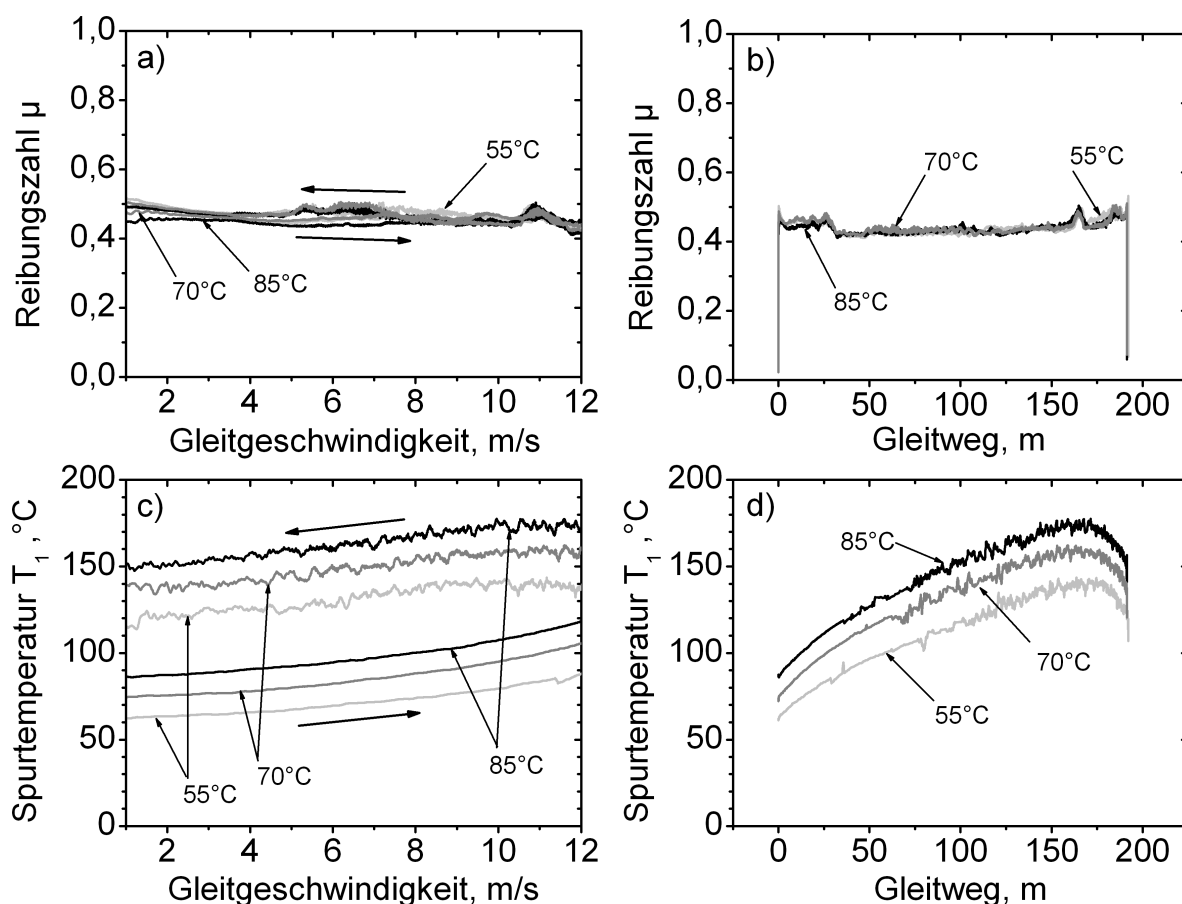 a)
Reibungszahl µ
1,0
0,8
0,6
0,4
0,2
0,0
55°C
70°C
85°C
2 4 6 8 10 12
Gleitgeschwindigkeit, m/s
b)
Reibungszahl µ
1,0
0,8
0,6
0,4
0,2
0,0
70°C
55°C
85°C
0 50 100 150 200
Gleitweg, m
c)
Spurtemperatur T1 ,°C
200
150
100
50
0
55°C
70°C
85°C
2 4 6 8 10 12
Gleitgeschwindigkeit, m/s
d)
Spurtemperatur T1 ,°C
200
150
100
50
0
85°C
70°C
55°C
0 50 100 150 200
Gleitweg, m